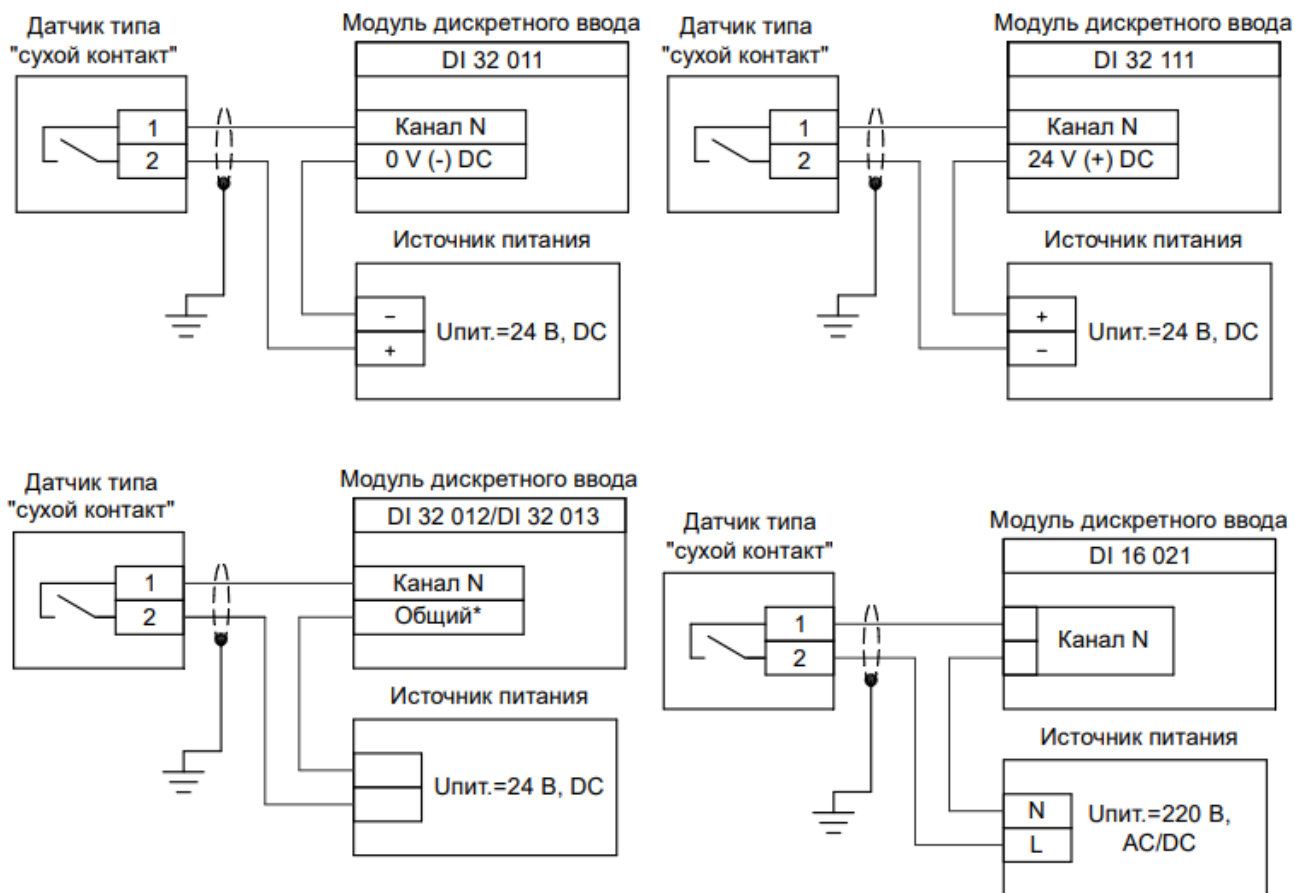 Датчик типа
"сухой контакт"
Модуль дискретного ввода
DI 32 011
1
2
Канал N
0 V (-) DC
Источник питания
–
+
Uпит.=24 В, DC
Датчик типа
"сухой контакт"
Модуль дискретного ввода
DI 32 111
1
2
Канал N
24 V (+) DC
Источник питания
+
–
Uпит.=24 В, DC
Датчик типа
"сухой контакт"
Модуль дискретного ввода
DI 32 012/DI 32 013
1
2
Канал N
Общий*
Источник питания
Uпит.=24 В, DC
Датчик типа
"сухой контакт"
Модуль дискретного ввода
DI 16 021
1
2
Канал N
Источник питания
N
L
Uпит.=220 В,
AC/DC